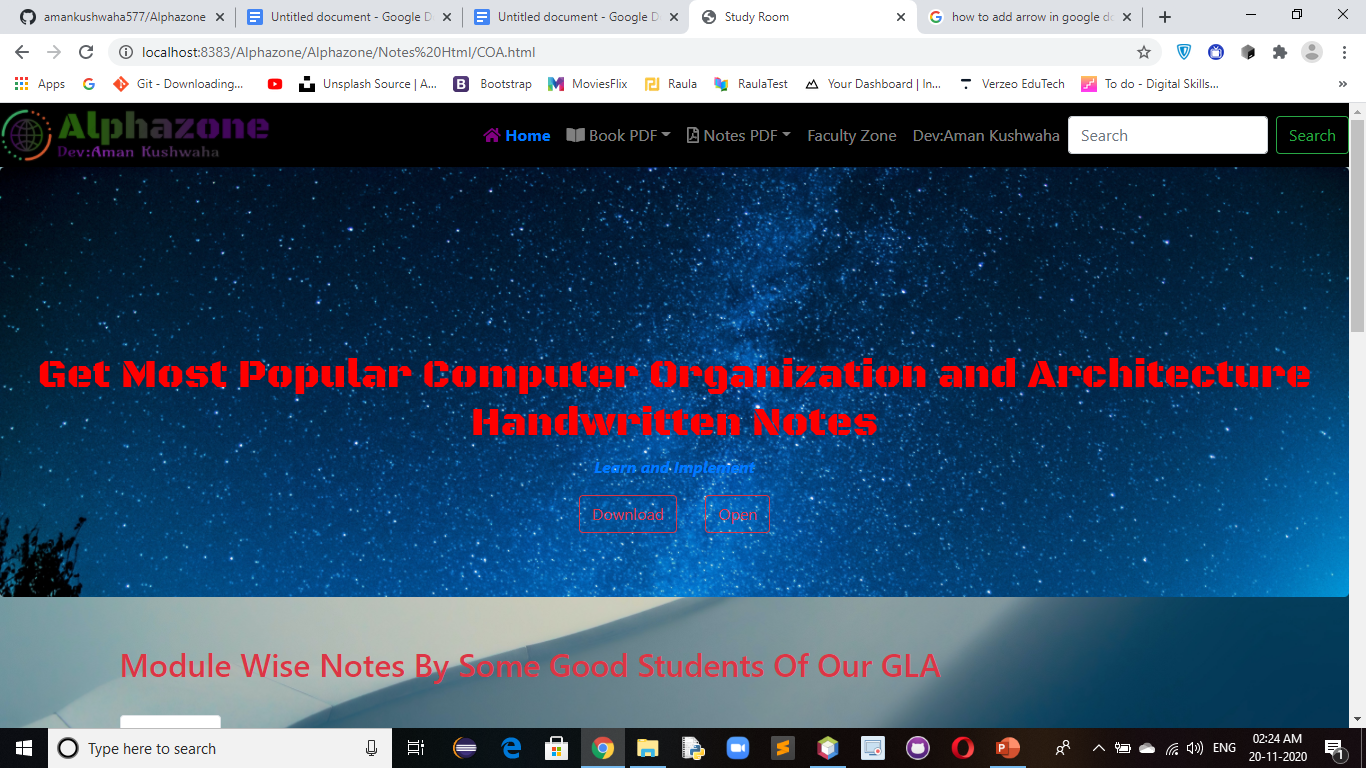 amankushwaha577/Alphazone
Untitled document - Google D
Untitled document - Google D
Study Room
how to add arrow in google do
localhost:8383/Alphazone/Alphazone/Notes%20Html/COA.html
Apps
Git - Downloading...
Unsplash Source | A...
Bootstrap
MoviesFlix
Raula
RaulaTest
Your Dashboard | In...
Verzeo EduTech
To do - Digital Skills...
»
Alphazone
Dev:Aman Kushwaha
Home
Book PDF
Notes PDF
Faculty Zone
Dev:Aman Kushwaha
Search
Search
Get Most Popular Computer Organization and Architecture
Handwritten Notes
Learn and Implement
Download
Open
Module Wise Notes By Some Good Students Of Our GLA
Type here to search
ENG
02:24 AM
20-11-2020
1